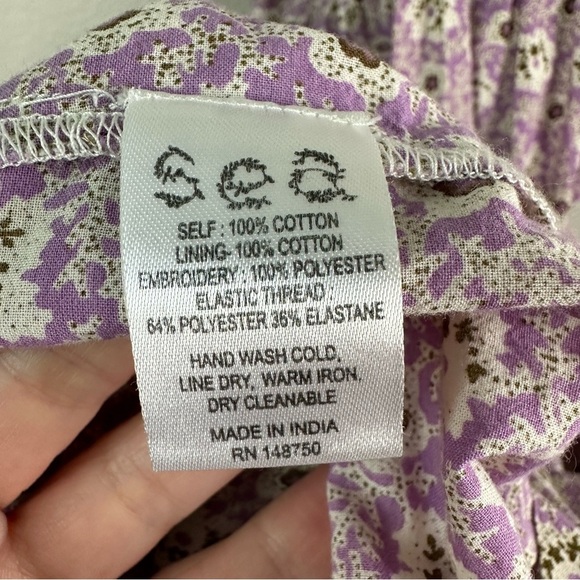 Sea
SELF : 100% COTTON
LINING-100% COTTON
EMBROIDERY : 100% POLYESTER
ELASTIC THREAD :
64% POLYESTER 36% ELASTANE
HAND WASH COLD,
LINE DRY, WARM IRON,
DRY CLEANABLE
MADE IN INDIA
RN 148750